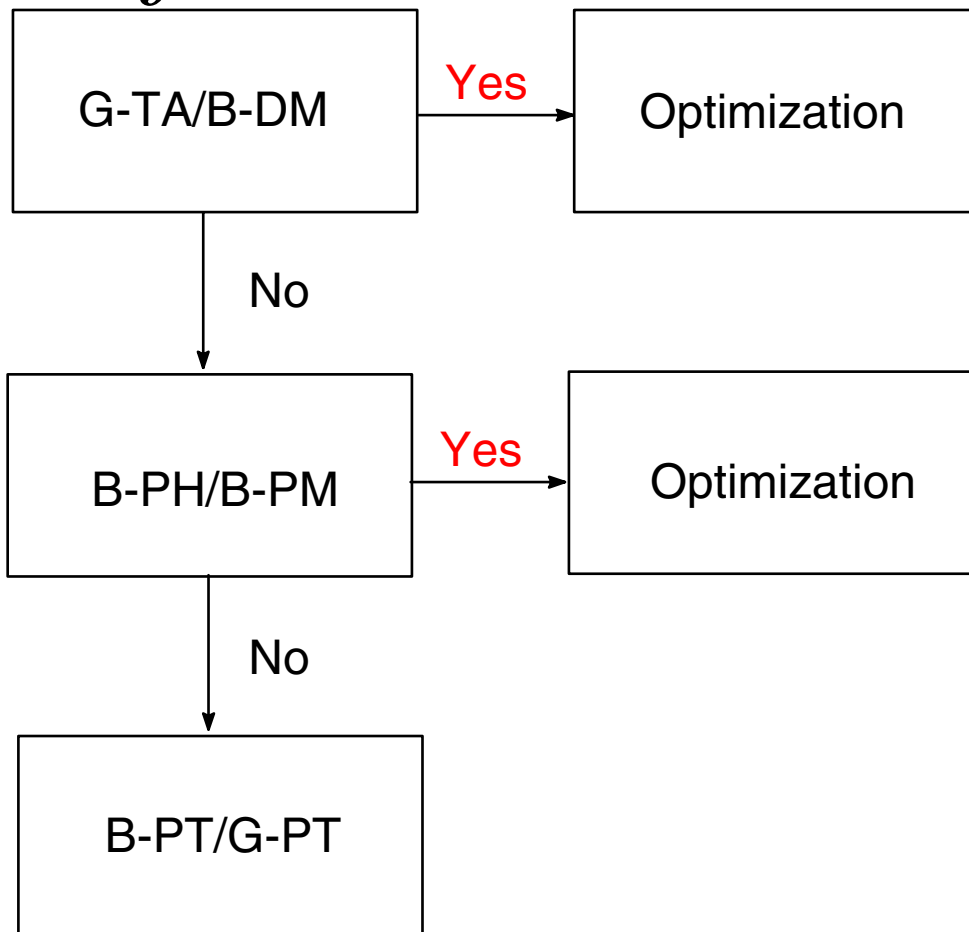 G-TA/B-DM
Yes
Optimization
No
B-PH/B-PM
Yes
Optimization
No
B-PT/G-PT